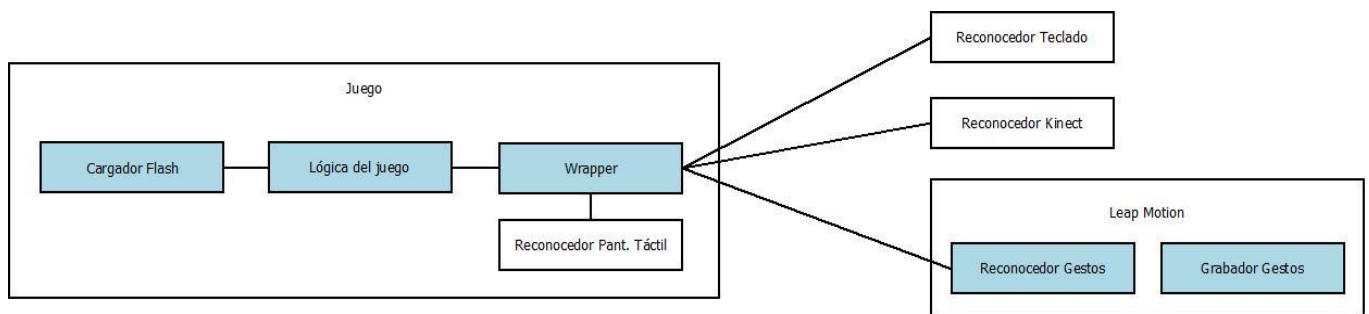 Reconocedor Teclado
Juego
Reconocedor Kinect
Cargador Flash
Lógica del juego
Wrapper
Reconocedor Pant. Táctil
Leap Motion
Reconocedor Gestos
Grabador Gestos